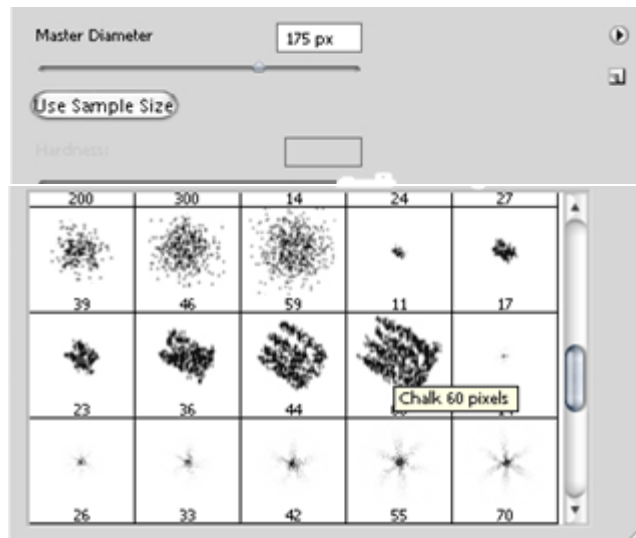 Master Diameter 175 px
Use Sample Size
Hardness:
200 300 14 24 27
39 46 59 11 17
23 36 44
Chalk 60 pixels
26 33 42 55 70